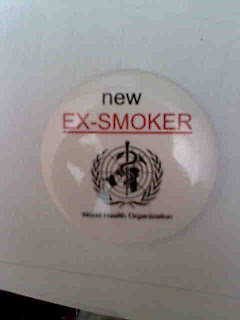 new
EX-SMOKER
World Health Organization